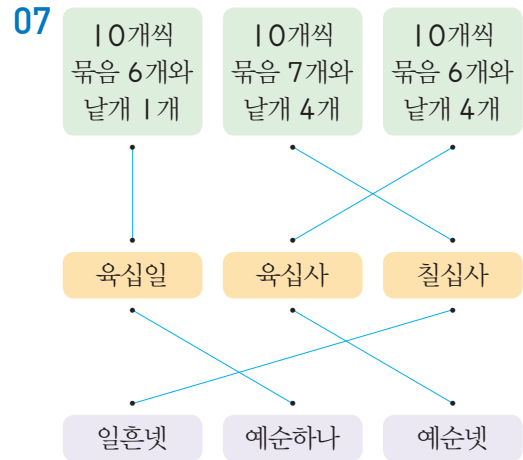 07
10개씩
묶음 6개와
낱개 1개
10개씩
묶음 7개와
낱개 4개
10개씩
묶음 6개와
낱개 4개
육십일
육십사
칠십사
일흔넷
예순하나
예순넷